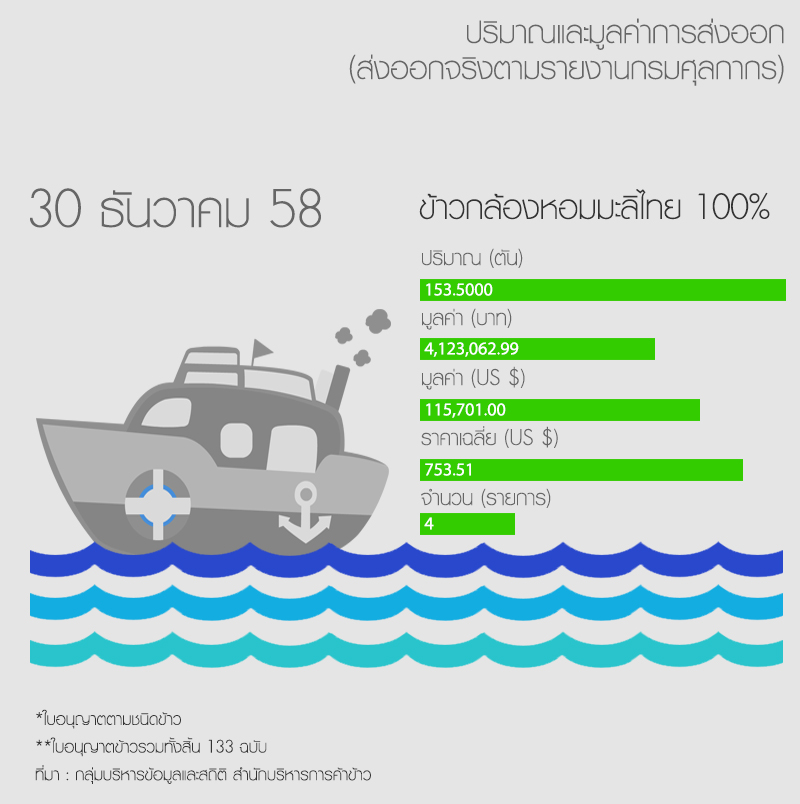 ปริมาณและมูลค่าการส่งออก
(ส่งออกจริงตามรายงานกรมศุลกากร)
30 ธันวาคม 58
ข้าวกล้องหอมมะลิไทย 100%
ปริมาณ (ตัน)
153.5000
มูลค่า (บาท)
4,123,062.99
มูลค่า (US $)
115,701.00
ราคาเฉลี่ย (US $)
753.51
จำนวน (รายการ)
4
*ใบอนุญาตตามชนิดข้าว
**ใบอนุญาตข้าวรวมทั้งสิ้น 133 ฉบับ
ที่มา : กลุ่มบริหารข้อมูลและสถิติ สำนักบริหารการค้าข้าว